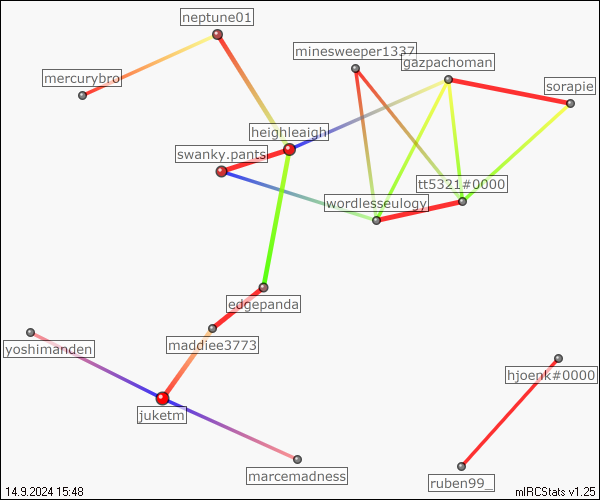 neptune01
minesweeper1337
gazpachoman
mercurybro
sorapie
heighleaigh
swanky.pants
tt5321#0000
wordlesseulogy
edgepanda
maddiee3773
yoshimanden
hjoenk#0000
juketm
marcemadness
ruben99_
14.9.2024 15:48
mIRCStats v1.25